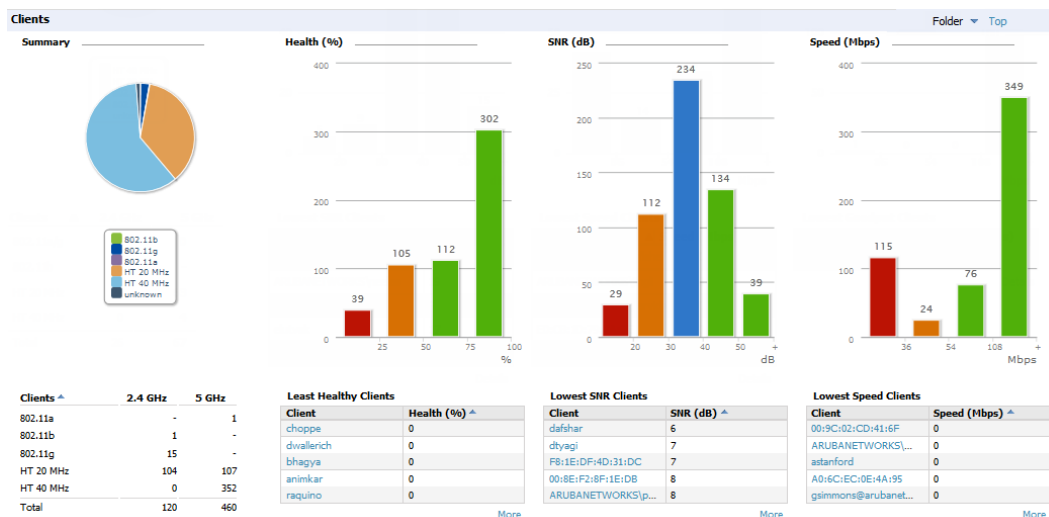 Clients Folder Top
Summary
802.11b
802.11g
802.11a
HT 20 MHz
HT 40 MHz
unknown
Health (%)
400
300
200
100
0
39
105
112
302
25 50 75 100
%
SNR (dB)
250
200
150
100
50
0
29
112
234
134
39
20 30 40 50 +
dB
Speed (Mbps)
400
300
200
100
0
115
24
76
349
36 54 108 +
Mbps
Clients 2.4 GHz 5 GHz
802.11a - 1
802.11b 1 -
802.11g 15 -
HT 20 MHz 104 107
HT 40 MHz 0 352
Total 120 460
Least Healthy Clients
Client Health (%)
choppe 0
dwallerich 0
bhagya 0
animkar 0
raquino 0
More
Lowest SNR Clients
Client SNR (dB)
dafshar 6
dtyagi 7
F8:1E:DF:4D:31:DC 7
00:8E:F2:8F:1E:DB 8
ARUBANETWORKS\p... 8
More
Lowest Speed Clients
Client Speed (Mbps)
00:9C:02:CD:41:6F 0
ARUBANETWORKS\... 0
astanford 0
A0:6C:EC:0E:4A:95 0
gsimmons@arubanet... 0
More